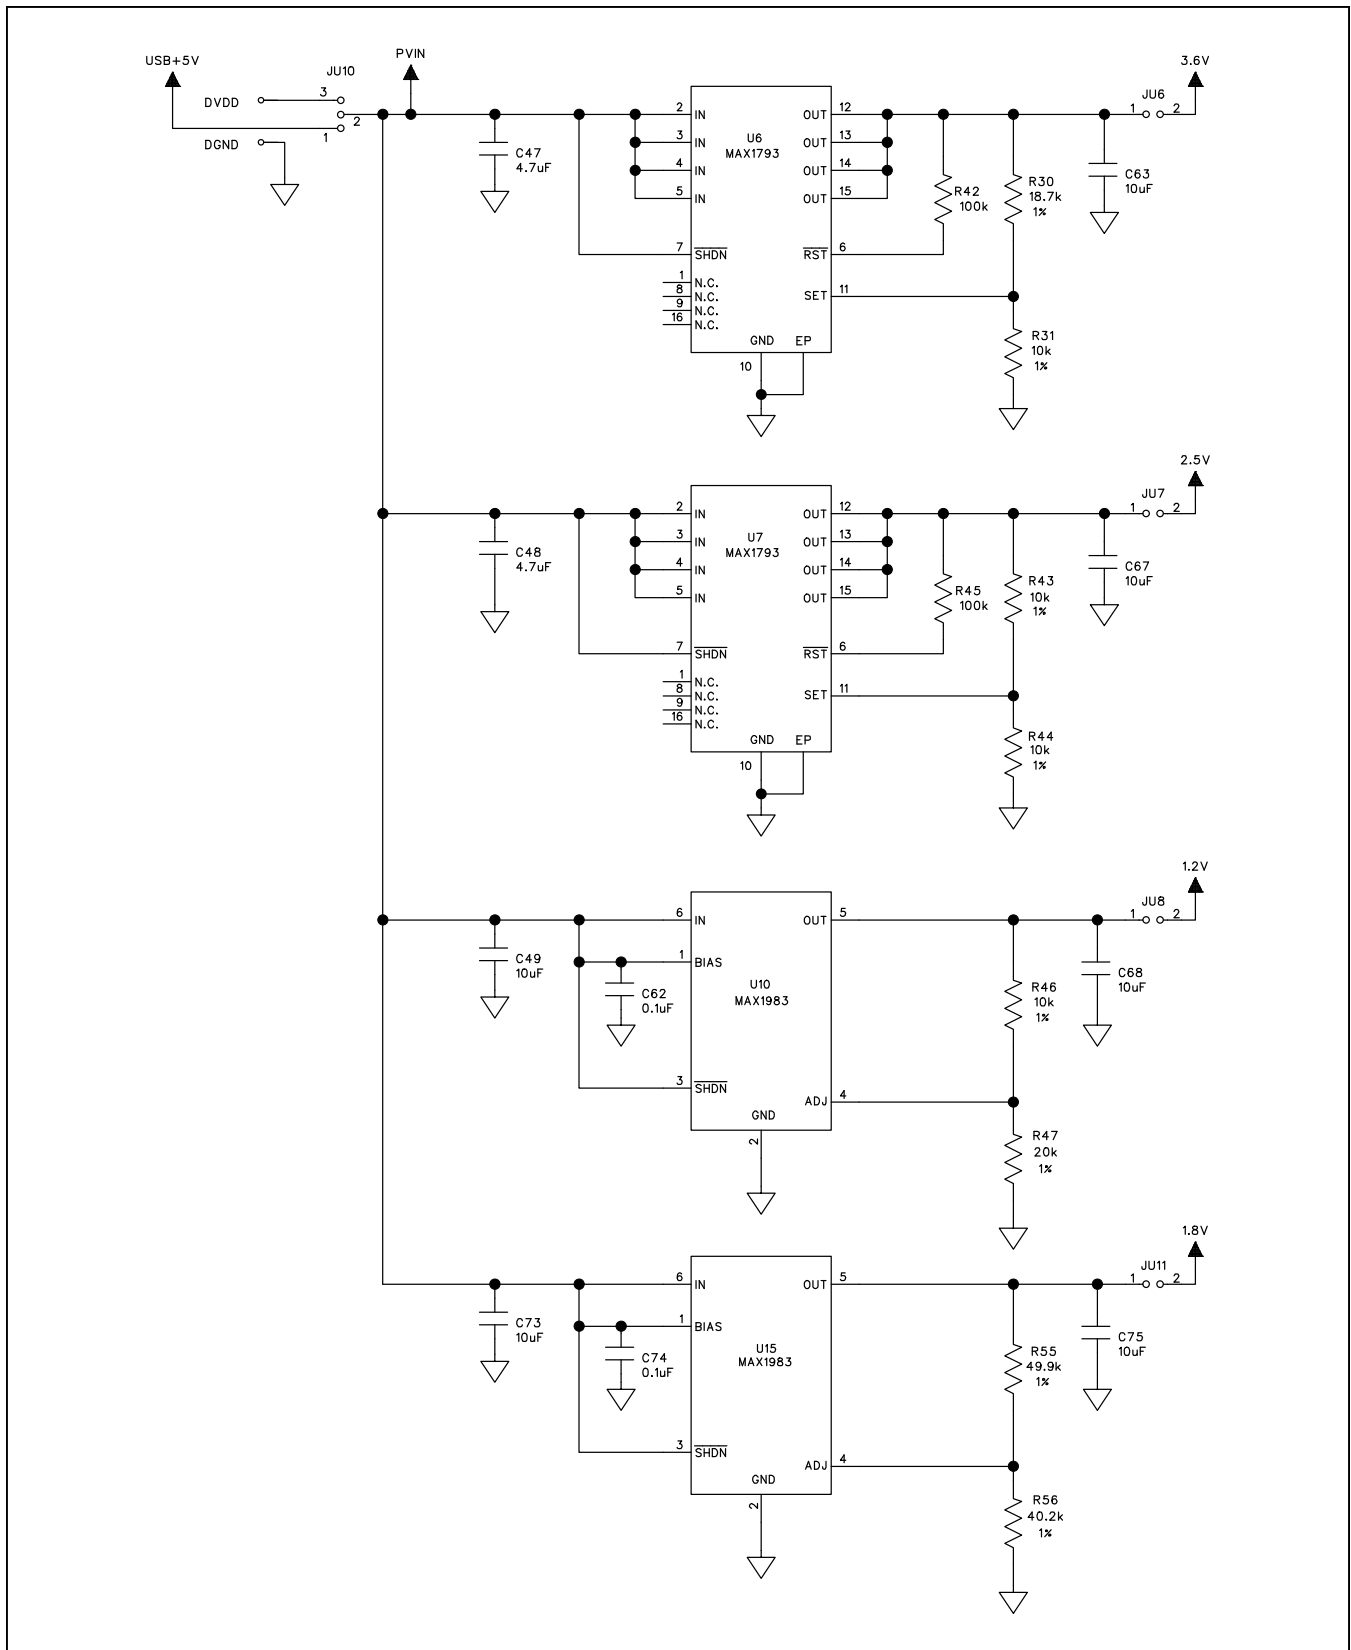 USB+5V
PVIN
JU10
DVDD
3
2
1
DGND
C47
4.7uF
2 IN
3 IN
4 IN
5 IN
7 SHDN
1 N.C.
8 N.C.
9 N.C.
16 N.C.
U6
MAX1793
OUT 12
OUT 13
OUT 14
OUT 15
RST 6
SET 11
GND EP
10
R42
100k
R30
18.7k
1%
R31
10k
1%
C63
10uF
JU6
1 2
3.6V
C48
4.7uF
2 IN
3 IN
4 IN
5 IN
7 SHDN
1 N.C.
8 N.C.
9 N.C.
16 N.C.
U7
MAX1793
OUT 12
OUT 13
OUT 14
OUT 15
RST 6
SET 11
GND EP
10
R45
100k
R43
10k
1%
R44
10k
1%
C67
10uF
JU7
1 2
2.5V
C49
10uF
C62
0.1uF
6 IN
1 BIAS
3 SHDN
U10
MAX1983
OUT 5
ADJ 4
GND
2
R46
10k
1%
R47
20k
1%
C68
10uF
JU8
1 2
1.2V
C73
10uF
C74
0.1uF
6 IN
1 BIAS
3 SHDN
U15
MAX1983
OUT 5
ADJ 4
GND
2
R55
49.9k
1%
R56
40.2k
1%
C75
10uF
JU11
1 2
1.8V